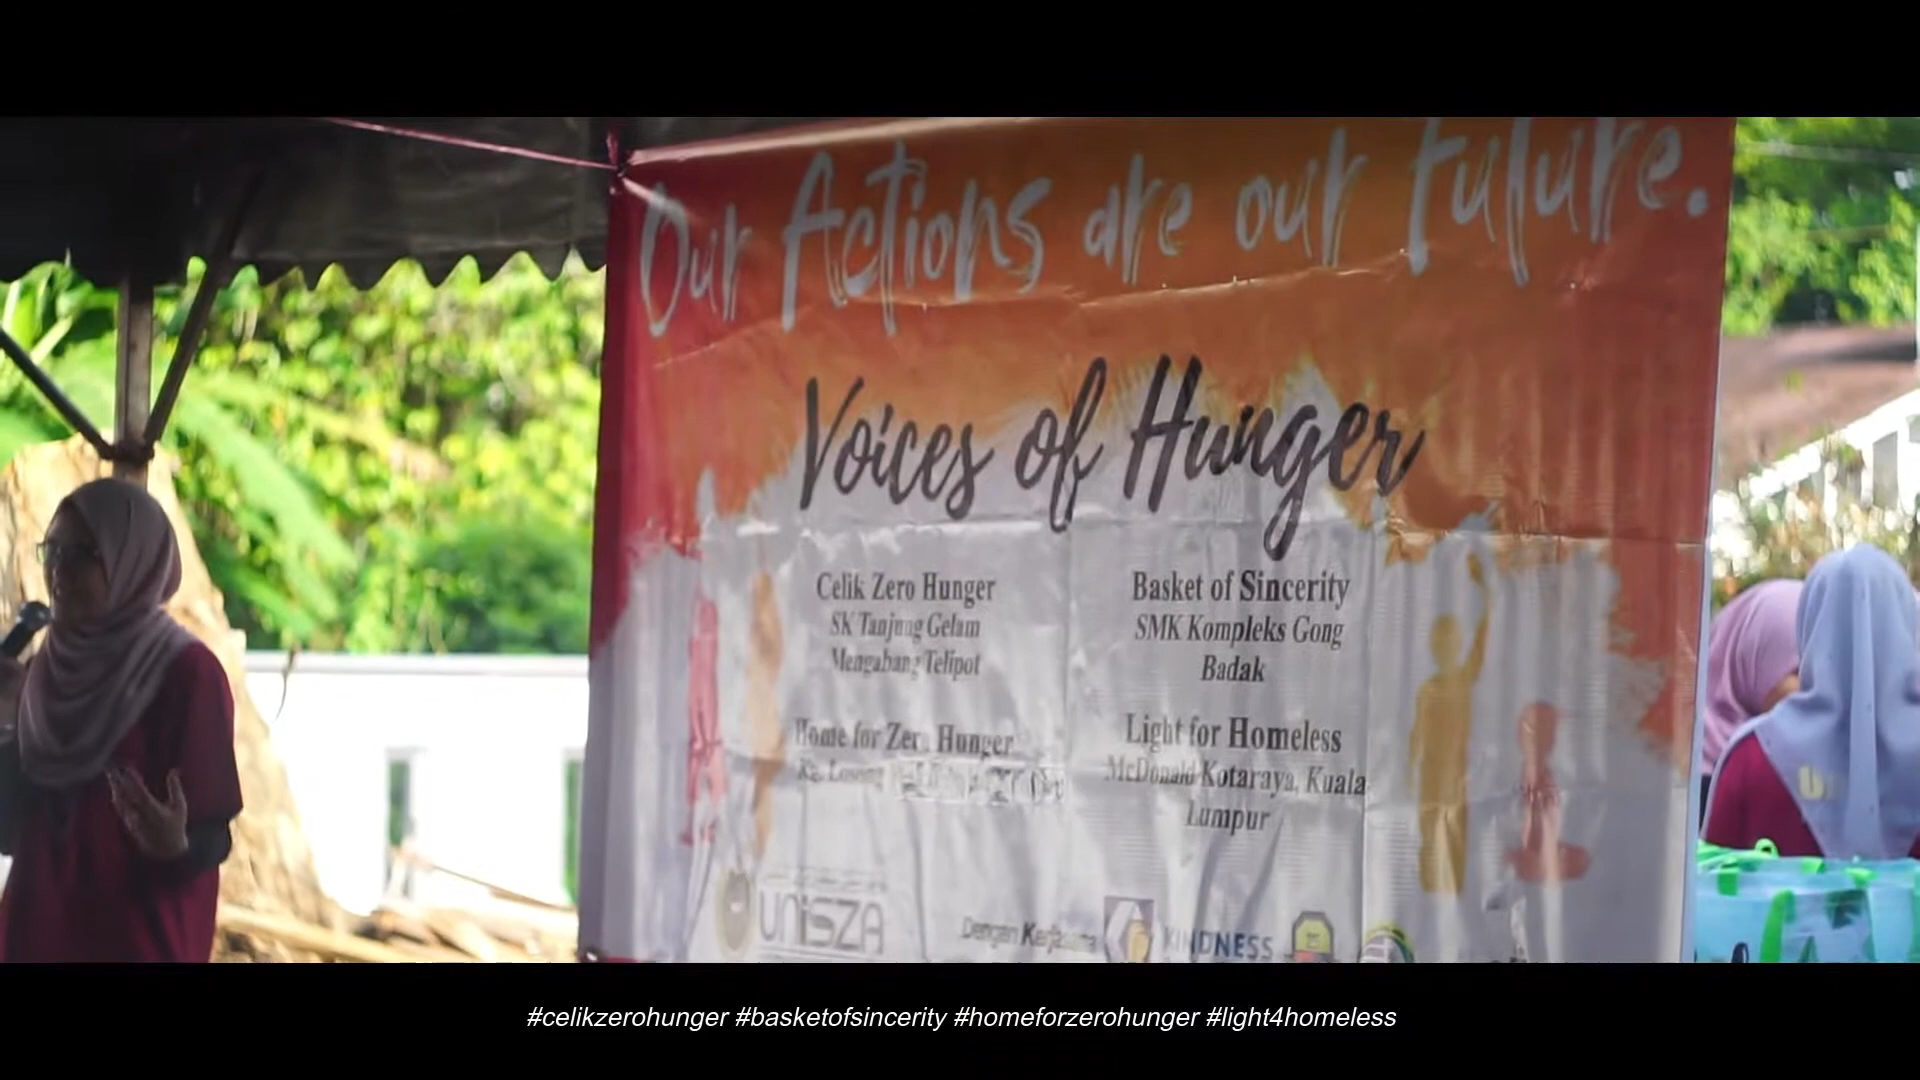 Our Actions are our Future.
Voices of Hunger
Celik Zero Hunger
SK Tanjung Gelam
Mengabang Telipot
Basket of Sincerity
SMK Kompleks Gong
Badak
Home for Zero Hunger
Light for Homeless
McDonald Kotaraya, Kuala
Lumpur
UniSZA
Dengan Kerjasama
KINDNESS
#celikzerohunger #basketofsincerity #homeforzerohunger #light4homeless